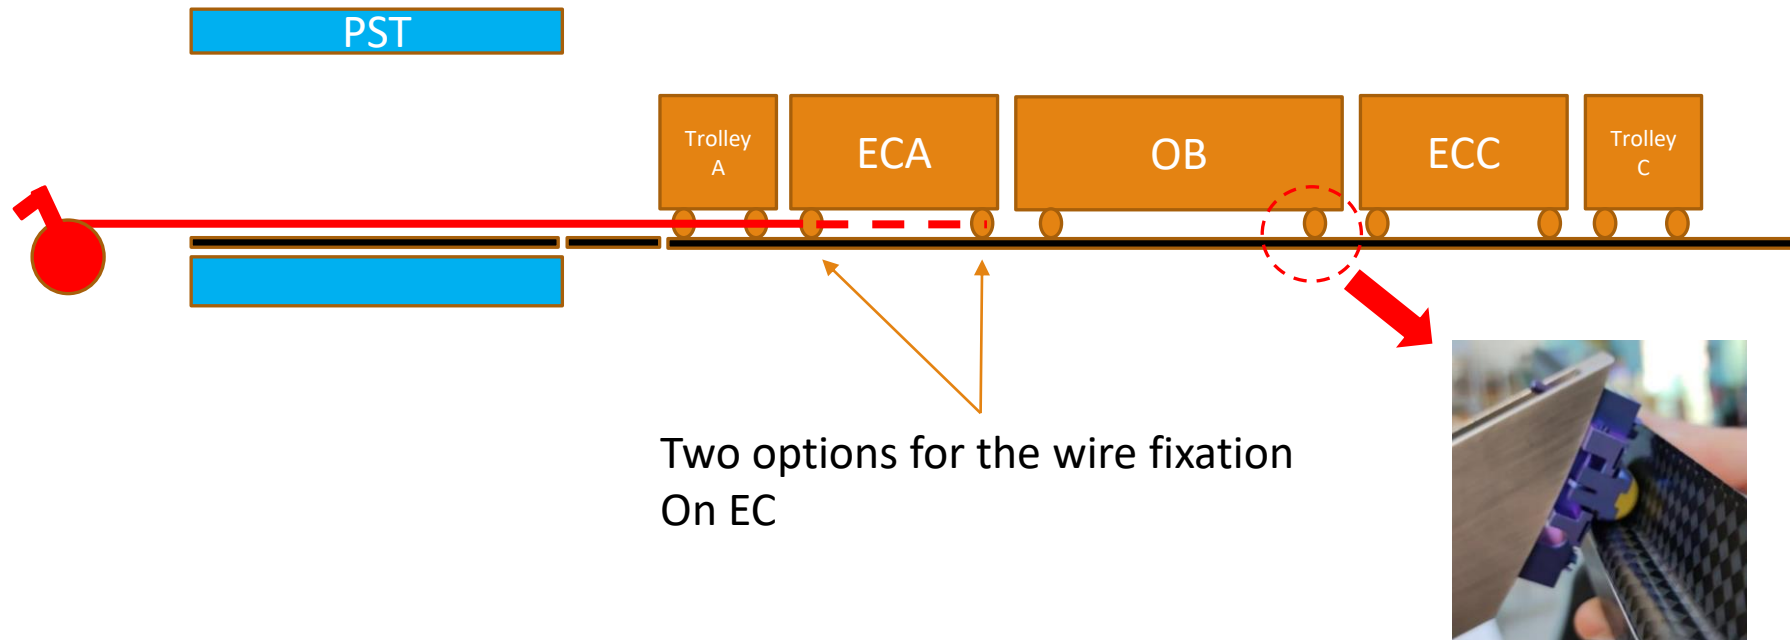 PST
Trolley
A
ECA
OB
ECC
Trolley
C
Two options for the wire fixation
On EC